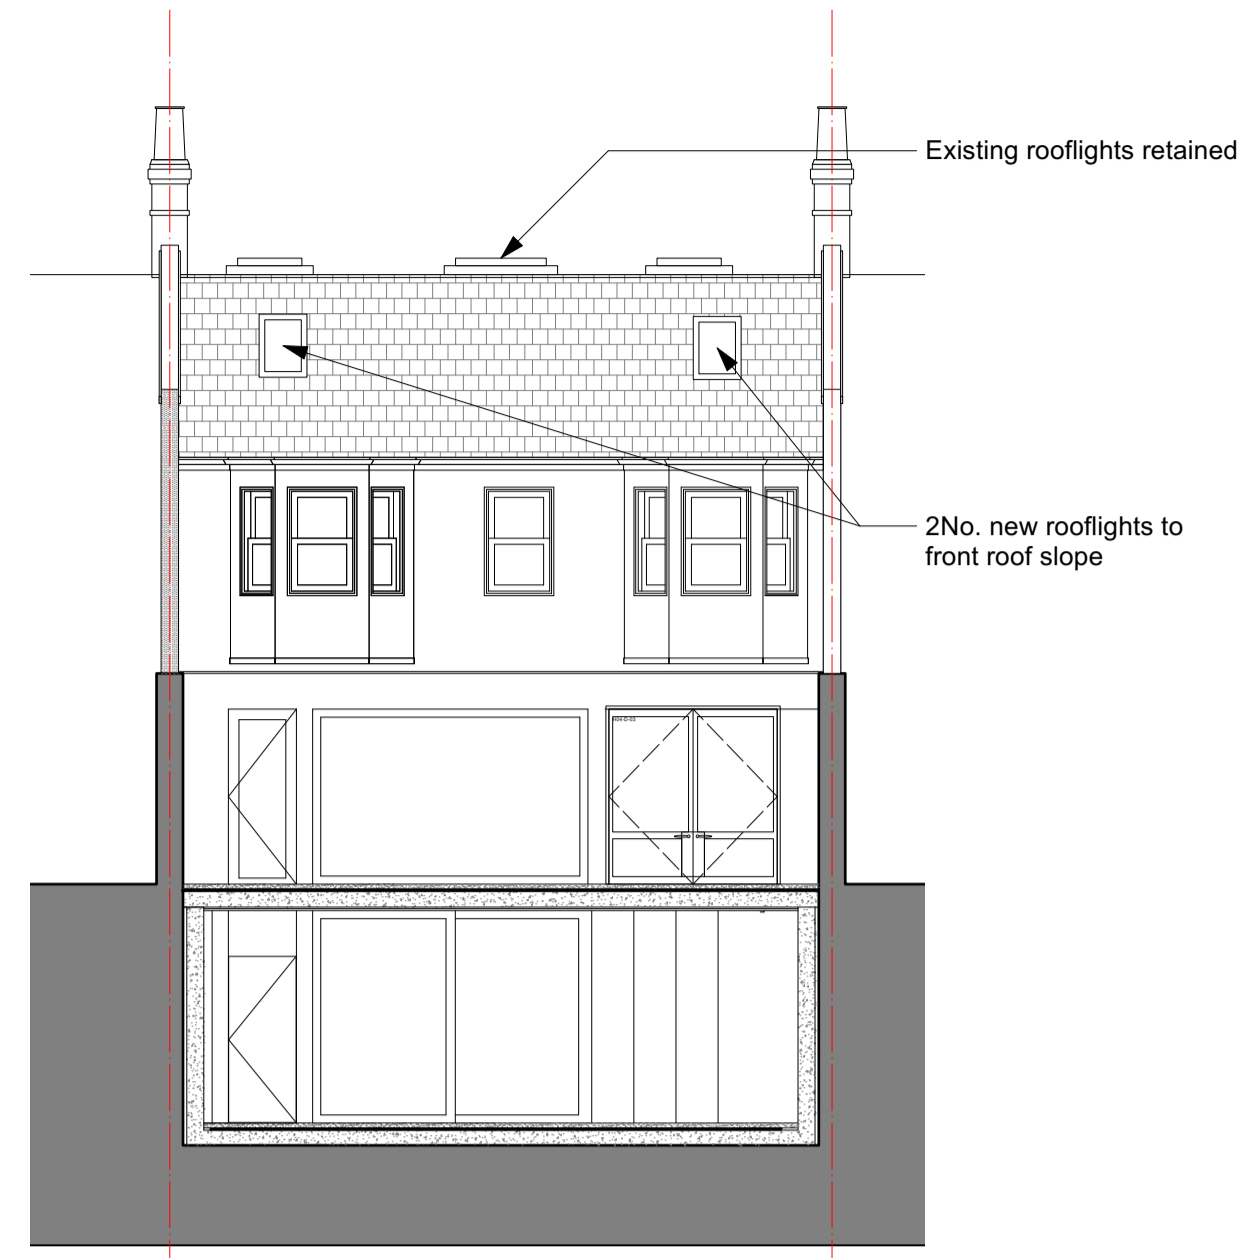 Existing rooflights retained
2No. new rooflights to
front roof slope